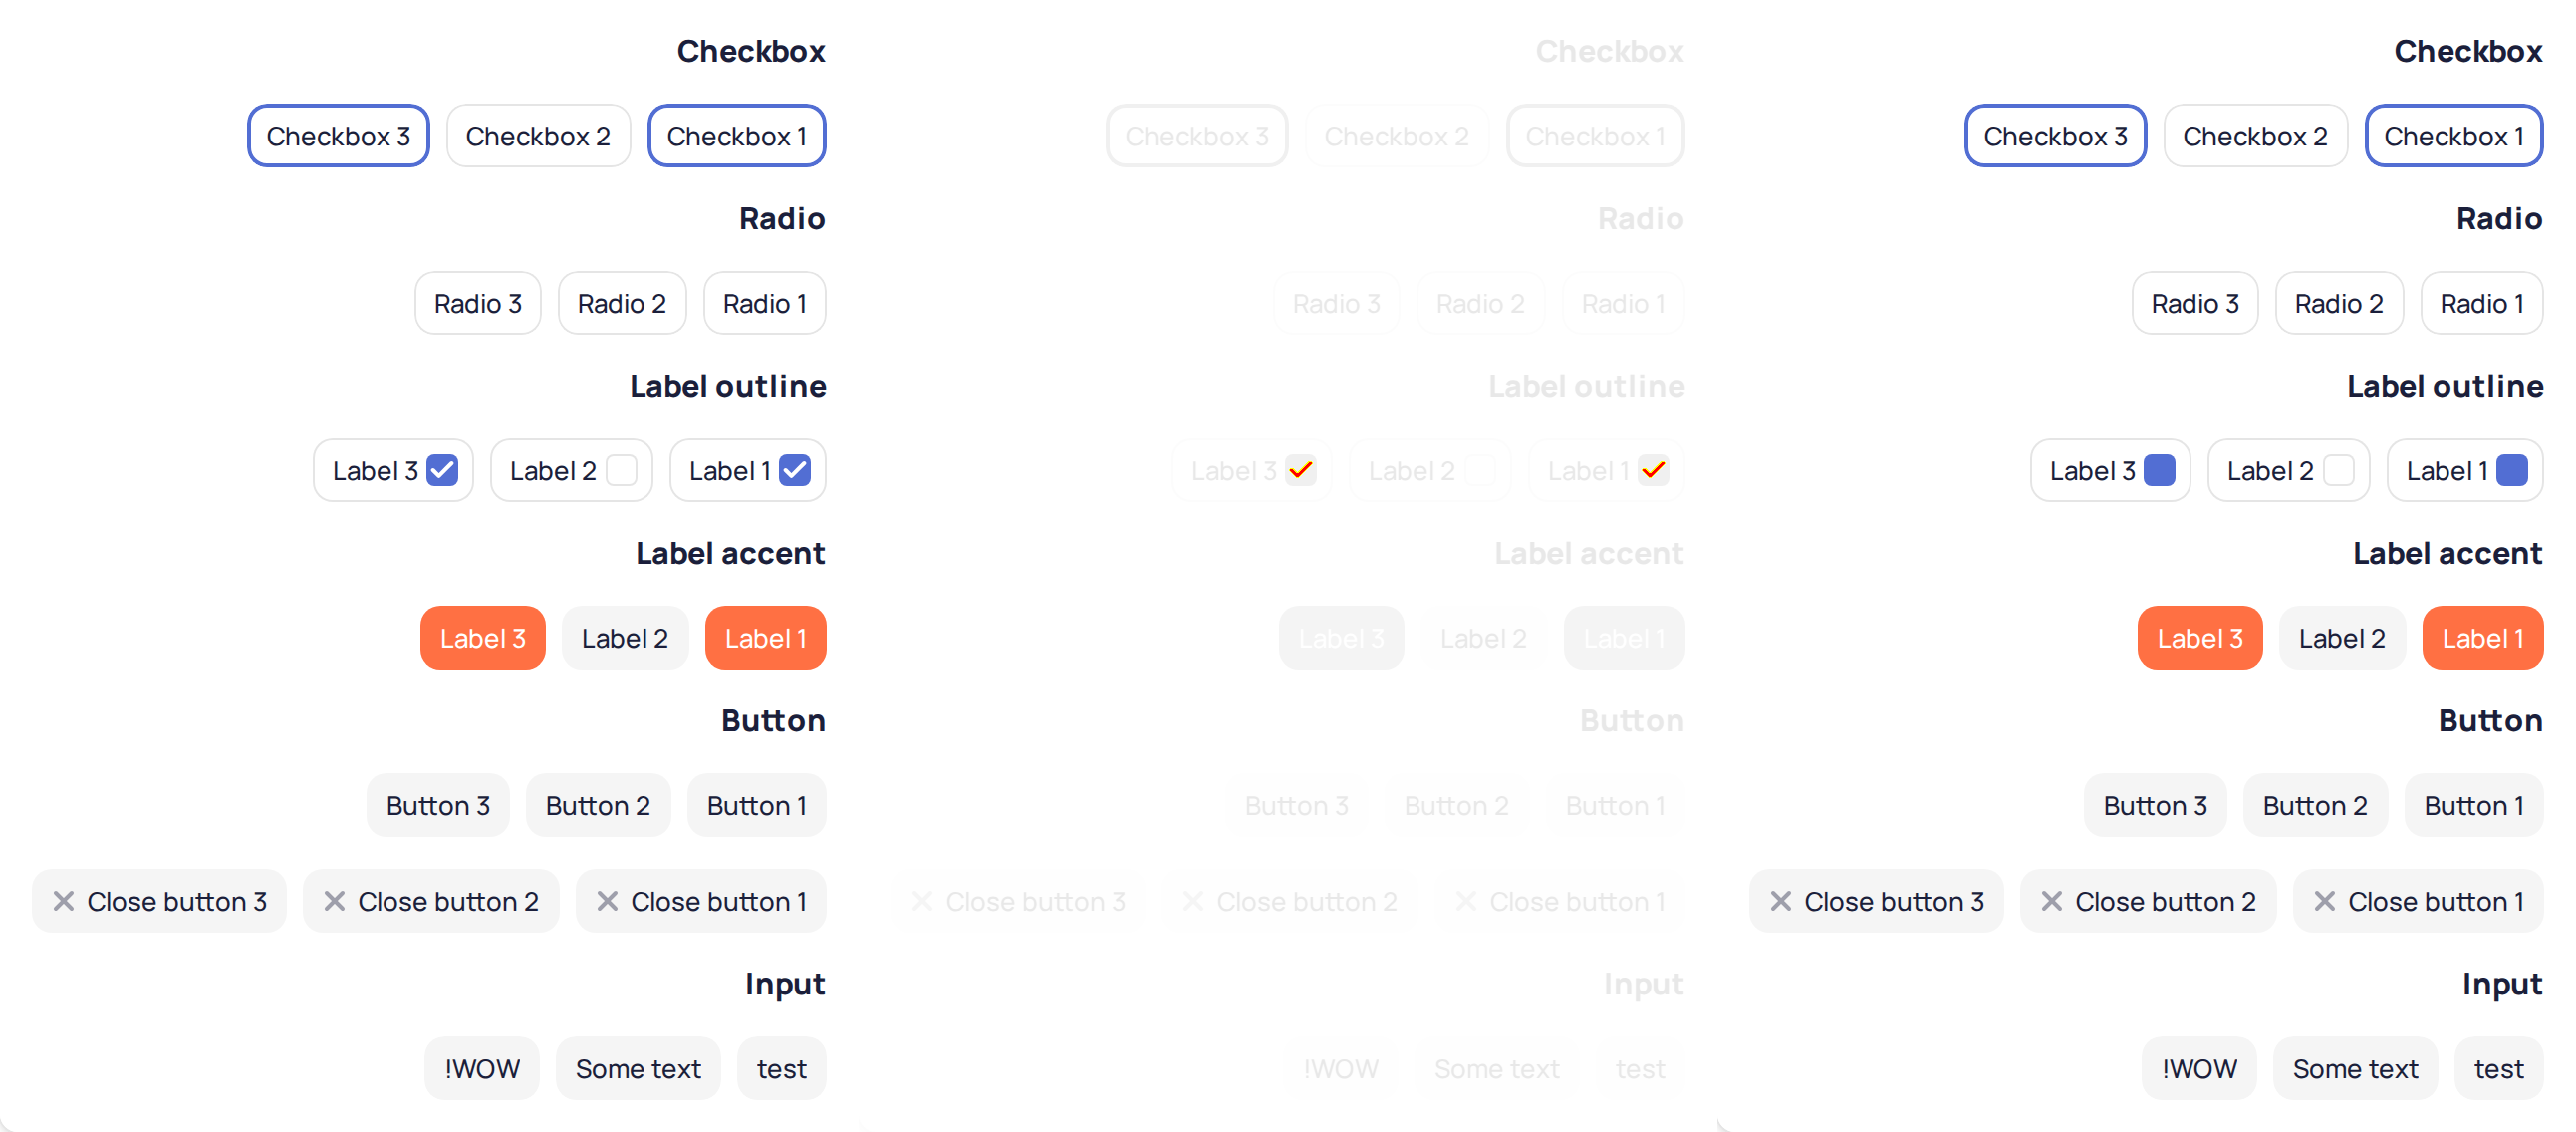 Checkbox
Checkbox 3 Checkbox 2 Checkbox 1
Radio
Radio 3 Radio 2 Radio 1
Label outline
Label 3 Label 2 Label 1
Label accent
Label 3 Label 2 Label 1
Button
Button 3 Button 2 Button 1
Close button 3 Close button 2 Close button 1
Input
!WOW Some text test
Checkbox
Checkbox 3 Checkbox 2 Checkbox 1
Radio
Radio 3 Radio 2 Radio 1
Label outline
Label 3 Label 2 Label 1
Label accent
Label 3 Label 2 Label 1
Button
Button 3 Button 2 Button 1
Close button 3 Close button 2 Close button 1
Input
!WOW Some text test
Checkbox
Checkbox 3 Checkbox 2 Checkbox 1
Radio
Radio 3 Radio 2 Radio 1
Label outline
Label 3 Label 2 Label 1
Label accent
Label 3 Label 2 Label 1
Button
Button 3 Button 2 Button 1
Close button 3 Close button 2 Close button 1
Input
!WOW Some text test